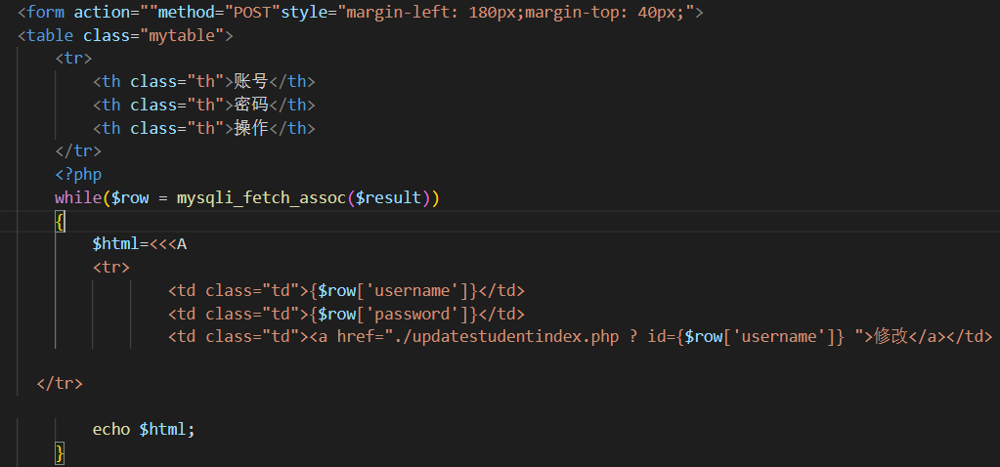 <form action=""method="POST"style="margin-left: 180px;margin-top: 40px;">
<table class="mytable">
<tr>
<th class="th">账号</th>
<th class="th">密码</th>
<th class="th">操作</th>
</tr>
<?php
while($row = mysqli_fetch_assoc($result))
{
$html=<<<A
<tr>
<td class="td">{$row['username']}</td>
<td class="td">{$row['password']}</td>
<td class="td"><a href="./updatestudentindex.php ? id={$row['username']} ">修改</a></td>
</tr>
echo $html;
}